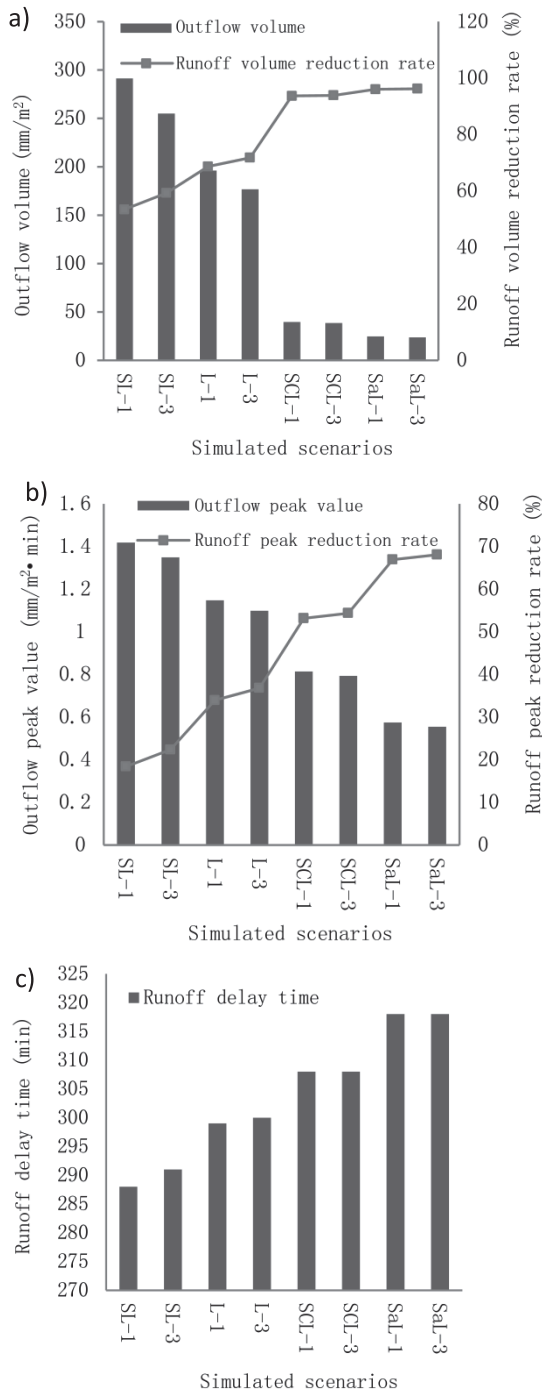 a)
Outflow volume
Runoff volume reduction rate
Outflow volume (mm/m²)
350
300
250
200
150
100
50
0
Runoff volume reduction rate (%)
120
100
80
60
40
20
0
SL-1
SL-3
L-1
L-3
SCL-1
SCL-3
SaL-1
SaL-3
Simulated scenarios
b)
Outflow peak value
Runoff peak reduction rate
Outflow peak value (mm/m²•min)
1.6
1.4
1.2
1
0.8
0.6
0.4
0.2
0
Runoff peak reduction rate (%)
80
70
60
50
40
30
20
10
0
SL-1
SL-3
L-1
L-3
SCL-1
SCL-3
SaL-1
SaL-3
Simulated scenarios
c)
Runoff delay time
Runoff delay time (min)
325
320
315
310
305
300
295
290
285
280
275
270
SL-1
SL-3
L-1
L-3
SCL-1
SCL-3
SaL-1
SaL-3
Simulated scenarios